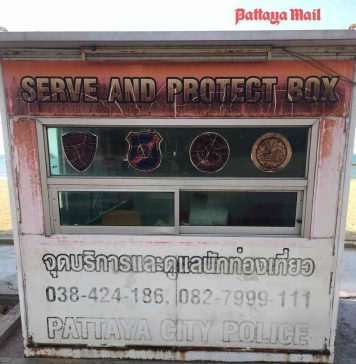 Pattaya Mail
SERVE AND PROTECT BOX
จุดบริการและดูแลนักท่องเที่ยว
038-424-186, 082-7999-111
PATTAYA CITY POLICE